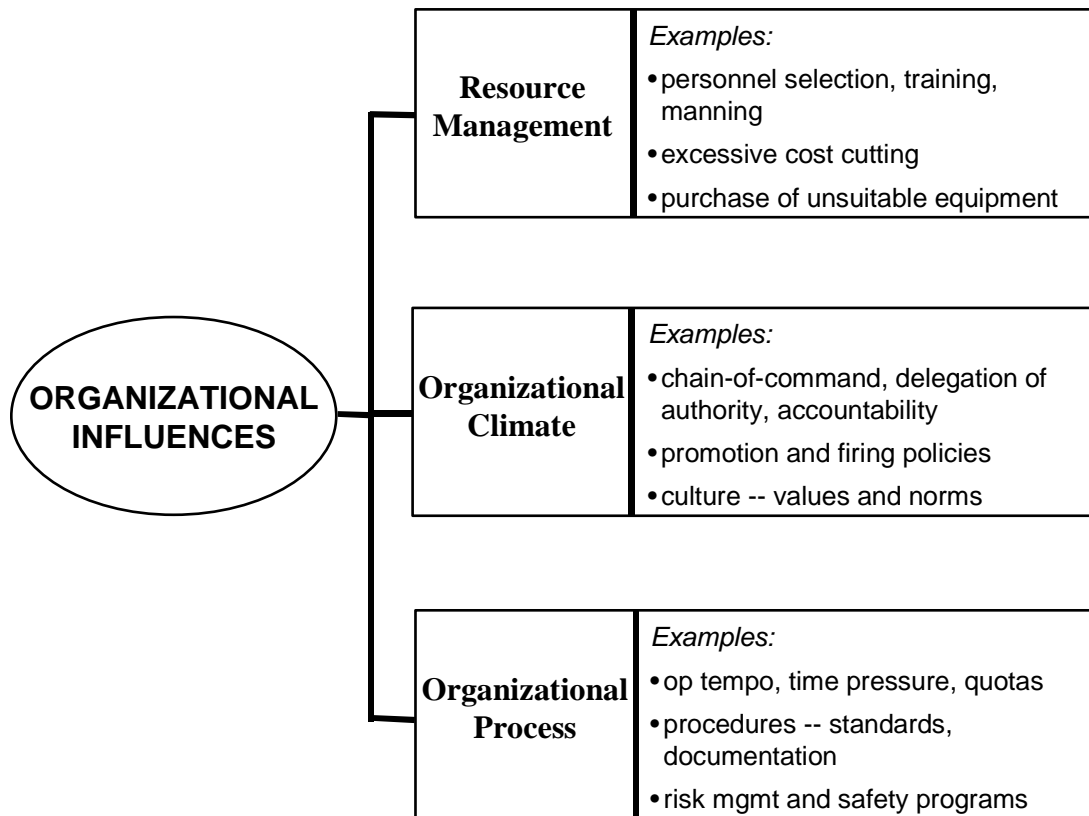 ORGANIZATIONAL
INFLUENCES
Resource
Management
Examples:
•personnel selection, training,
manning
•excessive cost cutting
•purchase of unsuitable equipment
Organizational
Climate
Examples:
•chain-of-command, delegation of
authority, accountability
•promotion and firing policies
•culture -- values and norms
Organizational
Process
Examples:
•op tempo, time pressure, quotas
•procedures -- standards,
documentation
•risk mgmt and safety programs